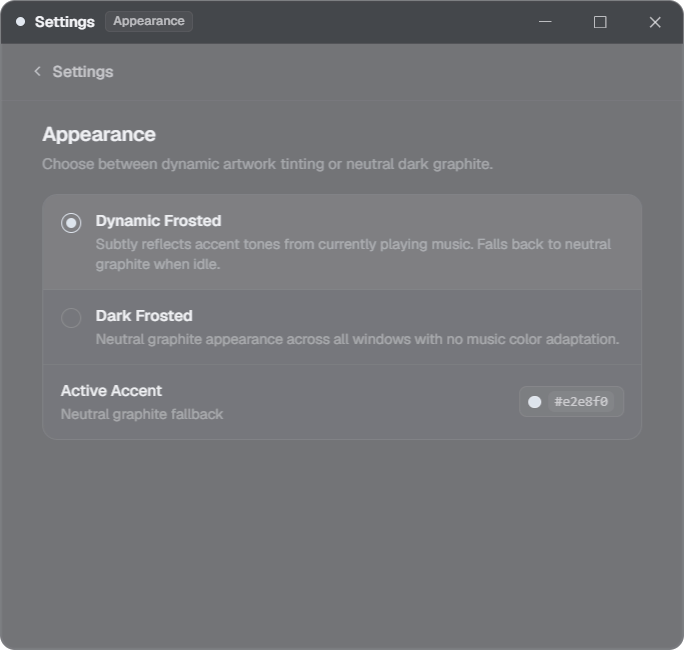 Settings Appearance
Settings
Appearance
Choose between dynamic artwork tinting or neutral dark graphite.
Dynamic Frosted
Subtly reflects accent tones from currently playing music. Falls back to neutral
graphite when idle.
Dark Frosted
Neutral graphite appearance across all windows with no music color adaptation.
Active Accent
Neutral graphite fallback
#e2e8f0